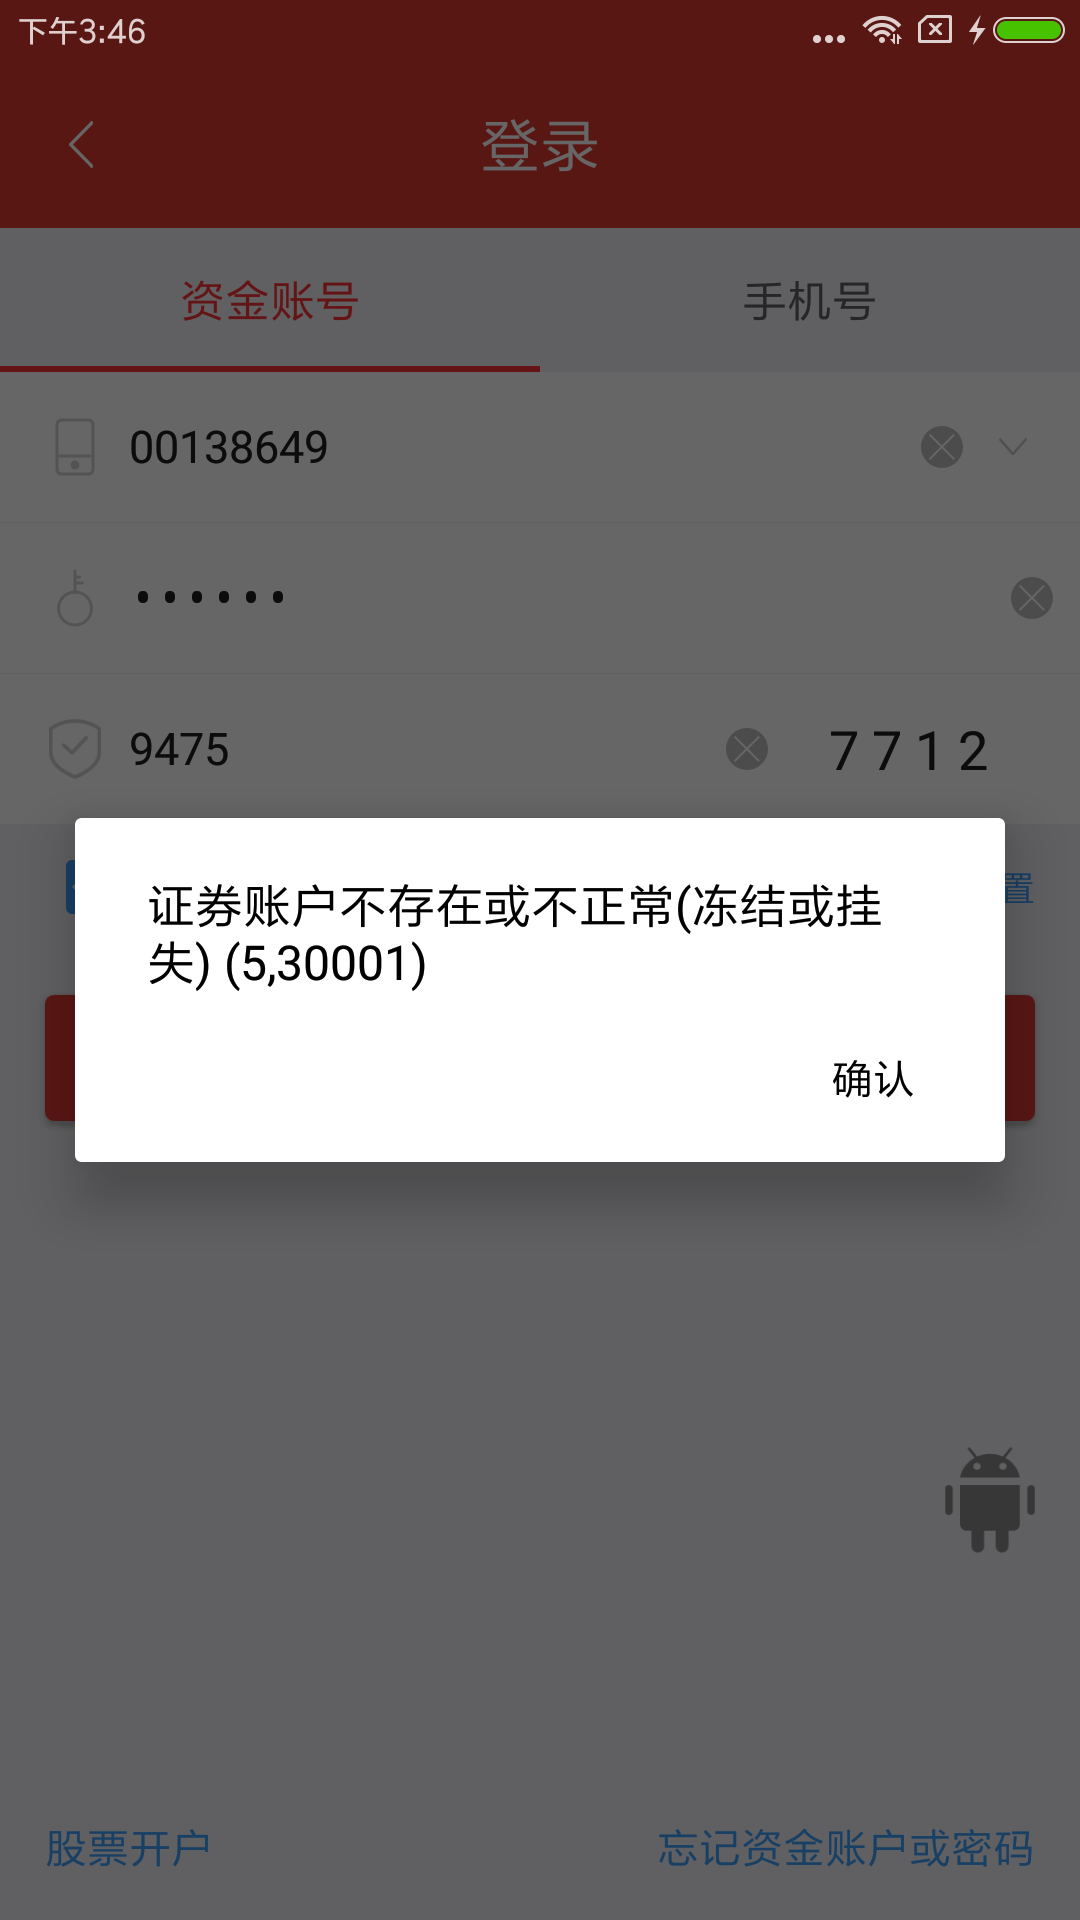 下午3:46
登录
资金账号 手机号
00138649
••••••
9475 7712
置
证券账户不存在或不正常(冻结或挂
失) (5,30001)
确认
股票开户 忘记资金账户或密码